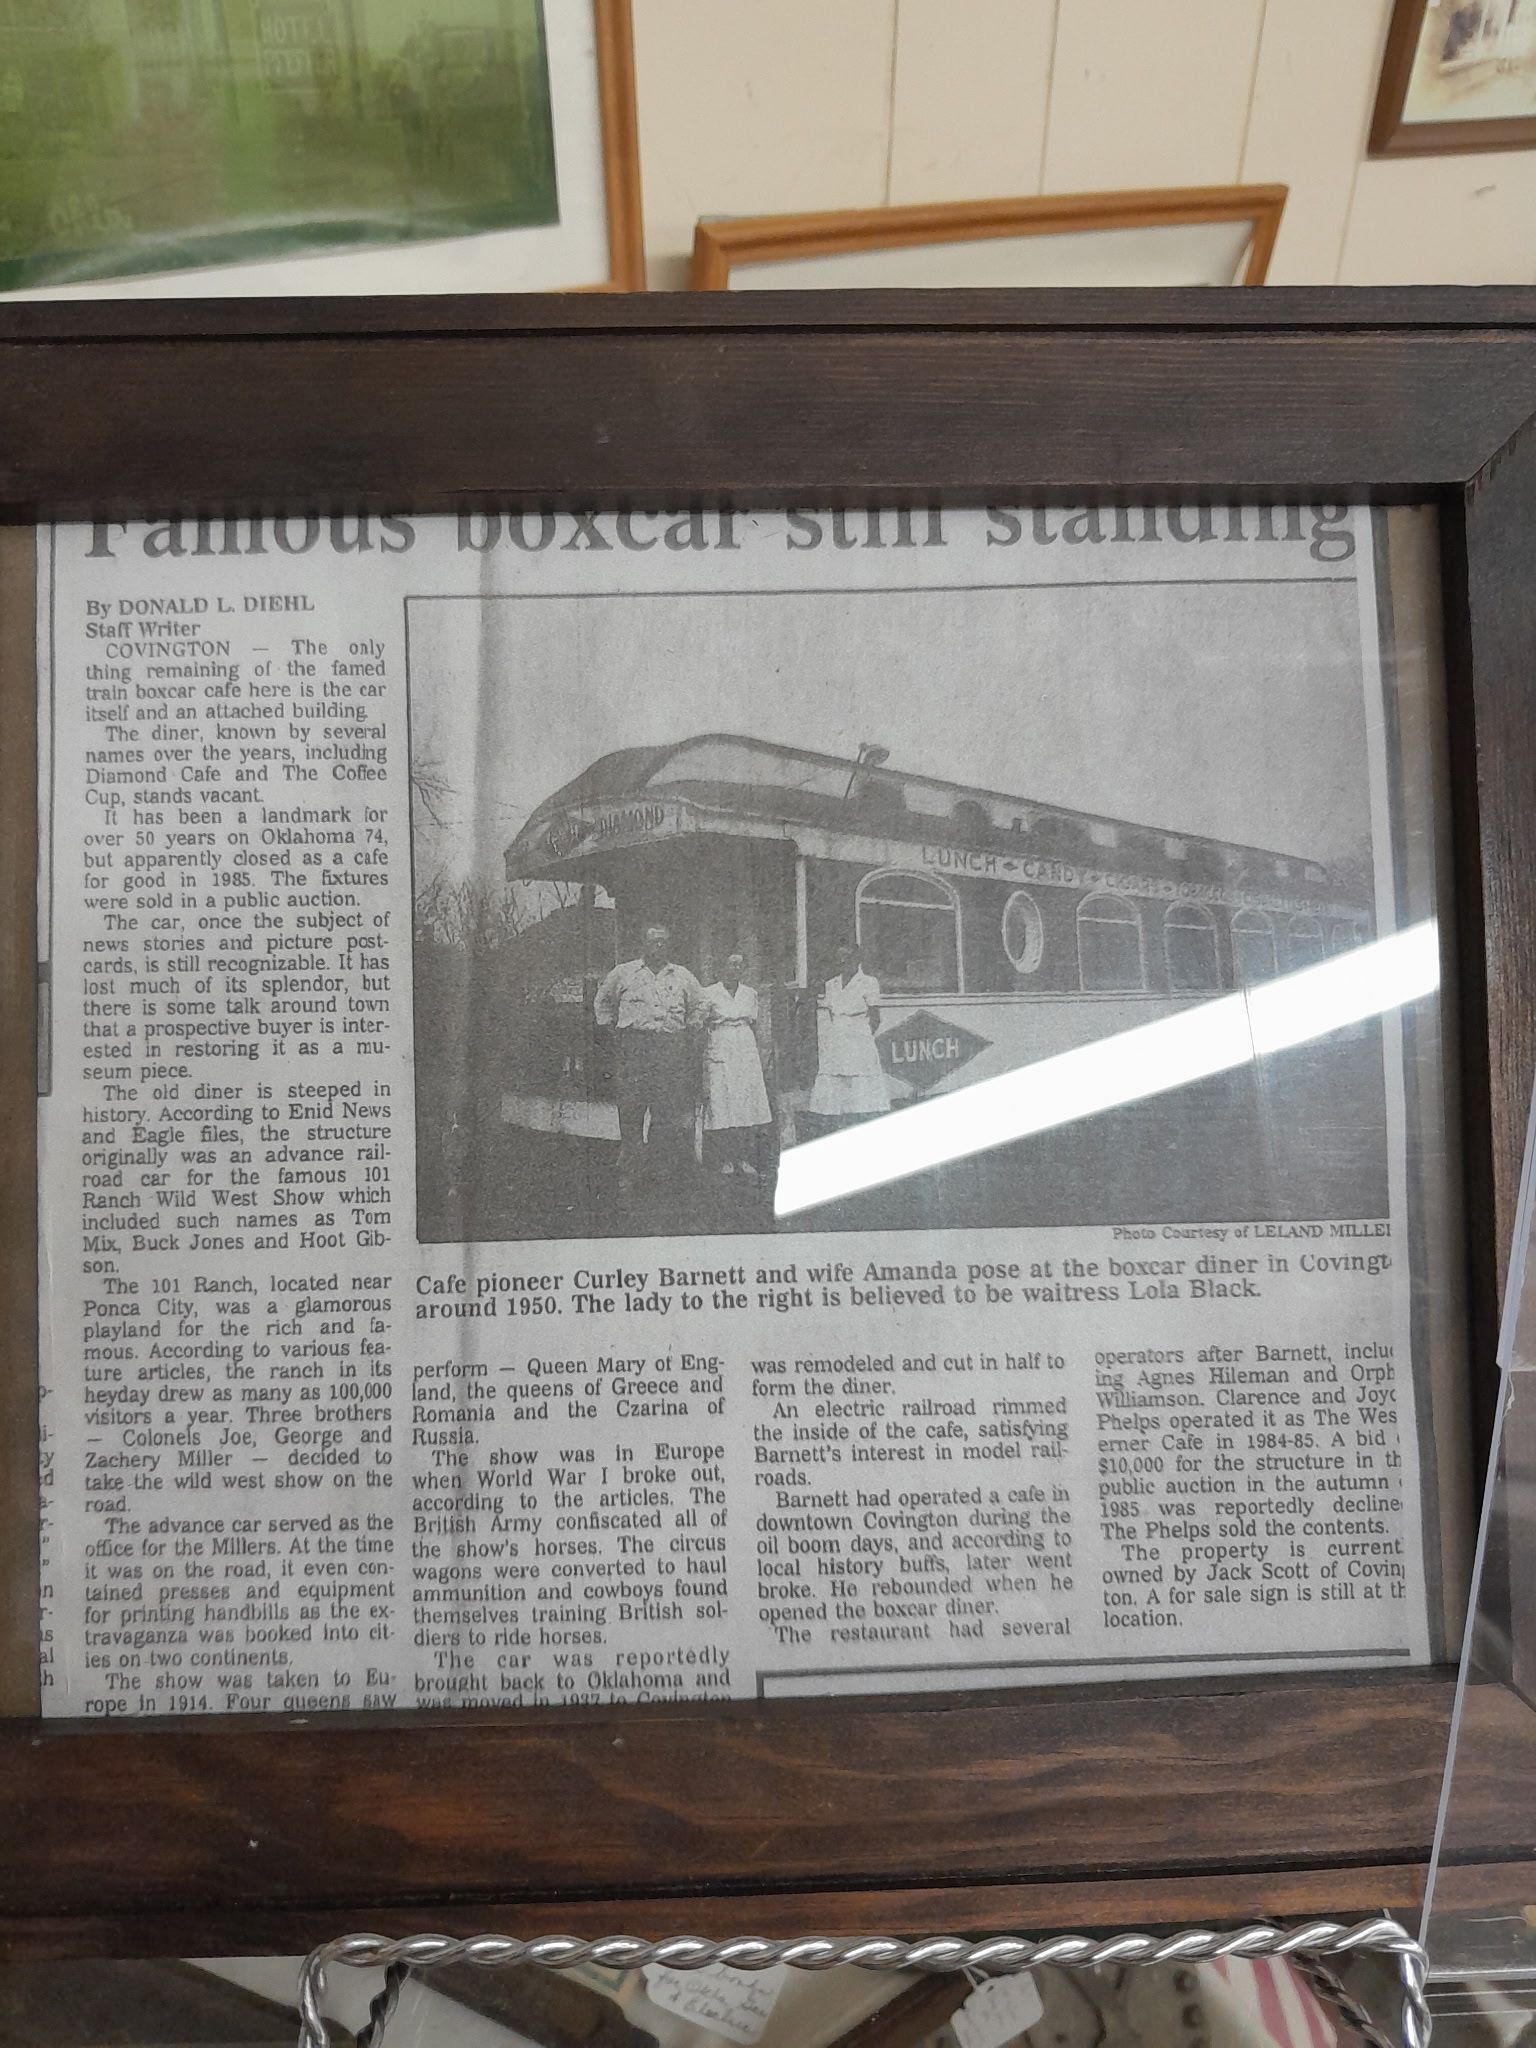 Famous boxcar still standing
By DONALD L. DIEHL
Staff Writer
COVINGTON — The only
thing remaining of the famed
train boxcar cafe here is the car
itself and an attached building.
The diner, known by several
names over the years, including
Diamond Cafe and The Coffee
Cup, stands vacant.
It has been a landmark for
over 50 years on Oklahoma 74,
but apparently closed as a cafe
for good in 1985. The fixtures
were sold in a public auction.
The car, once the subject of
news stories and picture post-
cards, is still recognizable. It has
lost much of its splendor, but
there is some talk around town
that a prospective buyer is inter-
ested in restoring it as a mu-
seum piece.
The old diner is steeped in
history. According to Enid News
and Eagle files, the structure
originally was an advance rail-
road car for the famous 101
Ranch Wild West Show which
included such names as Tom
Mix, Buck Jones and Hoot Gib-
son.
The 101 Ranch, located near
Ponca City, was a glamorous
playland for the rich and fa-
mous. According to various fea-
ture articles, the ranch in its
heyday drew as many as 100,000
visitors a year. Three brothers
— Colonels Joe, George and
Zachery Miller — decided to
take the wild west show on the
road.
The advance car served as the
office for the Millers. At the time
it was on the road, it even con-
tained presses and equipment
for printing handbills as the ex-
travaganza was booked into cit-
ies on two continents.
The show was taken to Eu-
rope in 1914. Four queens saw
DIAMOND
LUNCH - CANDY - CIGARS
LUNCH
Photo Courtesy of LELAND MILLE
Cafe pioneer Curley Barnett and wife Amanda pose at the boxcar diner in Covingt
around 1950. The lady to the right is believed to be waitress Lola Black.
perform — Queen Mary of Eng-
land, the queens of Greece and
Romania and the Czarina of
Russia.
The show was in Europe
when World War I broke out,
according to the articles. The
British Army confiscated all of
the show's horses. The circus
wagons were converted to haul
ammunition and cowboys found
themselves training British sol-
diers to ride horses.
The car was reportedly
brought back to Oklahoma and
was moved in 1937 to Covington
was remodeled and cut in half to
form the diner.
An electric railroad rimmed
the inside of the cafe, satisfying
Barnett's interest in model rail-
roads.
Barnett had operated a cafe in
downtown Covington during the
oil boom days, and according to
local history buffs, later went
broke. He rebounded when he
opened the boxcar diner.
The restaurant had several
operators after Barnett, inclu
ing Agnes Hileman and Orph
Williamson. Clarence and Joyc
Phelps operated it as The Wes
erner Cafe in 1984-85. A bid
$10,000 for the structure in th
public auction in the autumn
1985 was reportedly decline
The Phelps sold the contents.
The property is current
owned by Jack Scott of Coving
ton. A for sale sign is still at th
location.